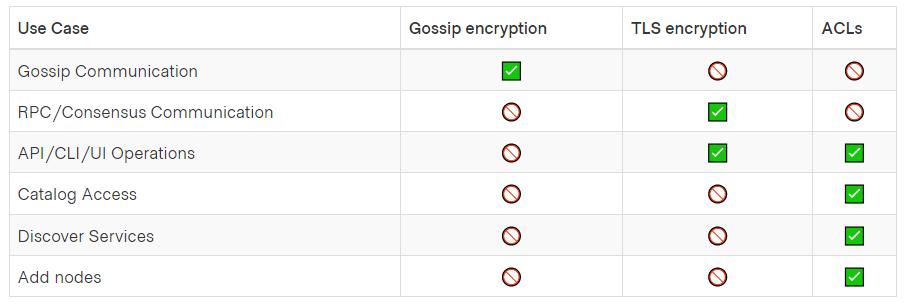 Use Case Gossip encryption TLS encryption ACLs
Gossip Communication
RPC/Consensus Communication
API/CLI/UI Operations
Catalog Access
Discover Services
Add nodes